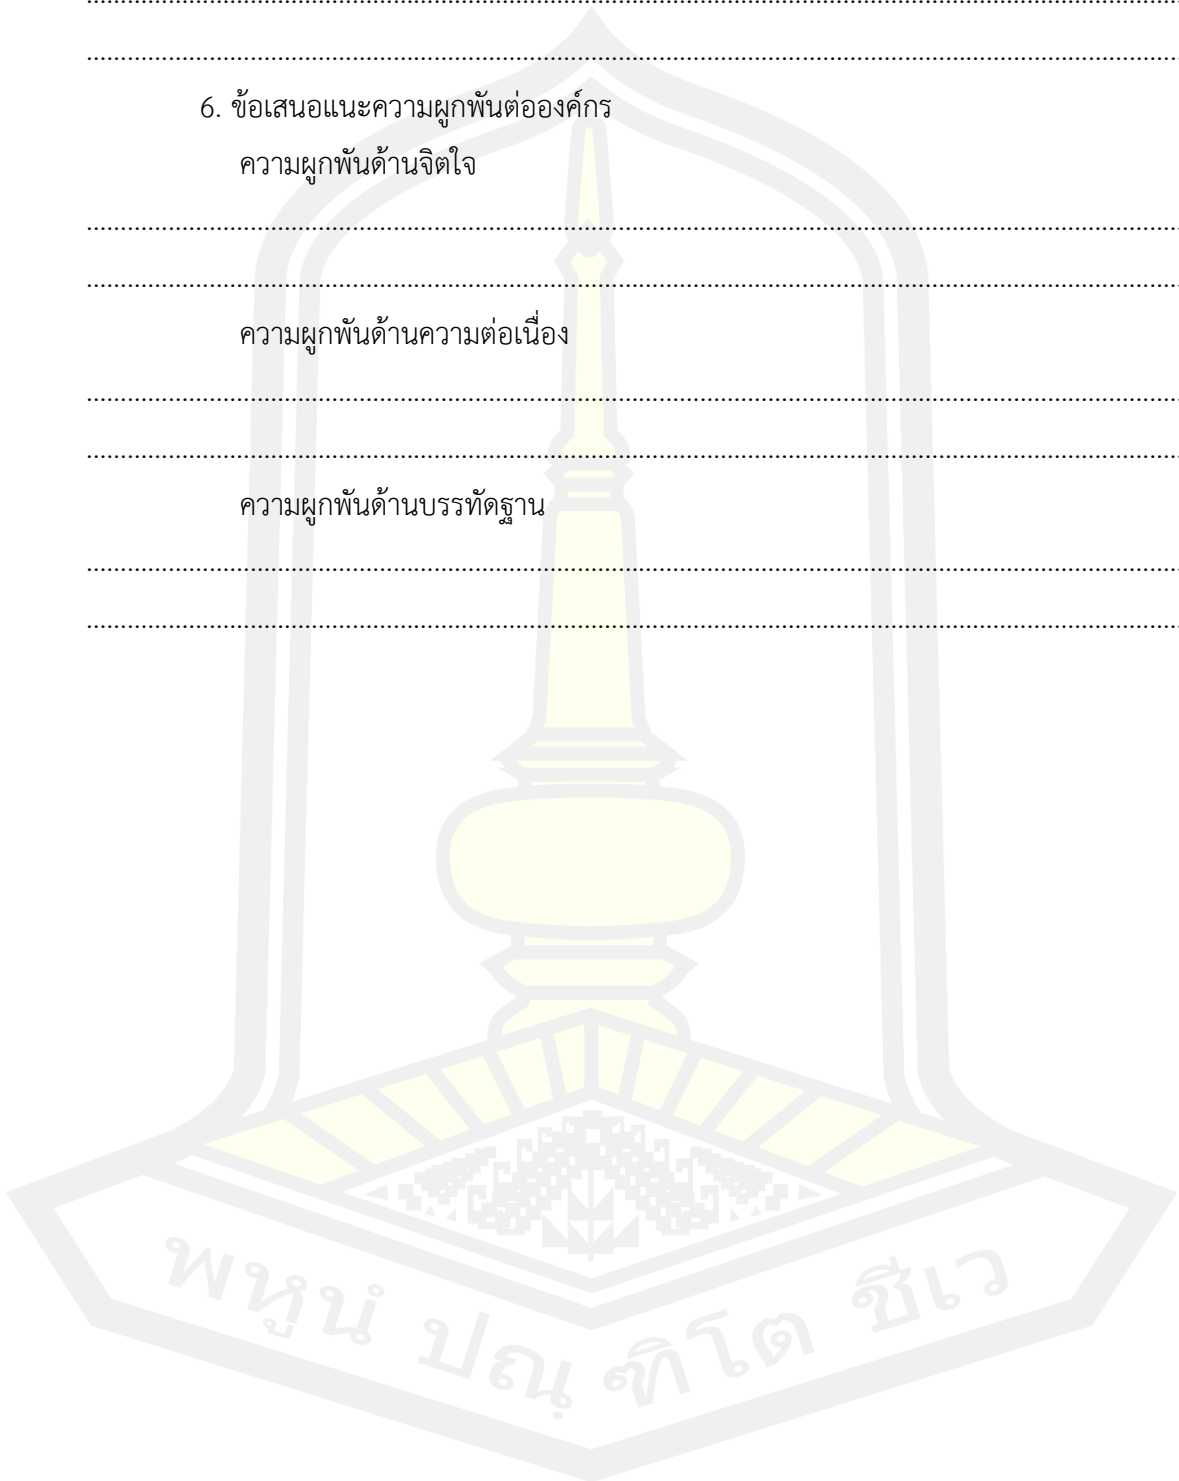 6. ข้อเสนอแนะความผูกพันต่อองค์กร
ความผูกพันด้านจิตใจ
ความผูกพันด้านความต่อเนื่อง
ความผูกพันด้านบรรทัดฐาน
พหูนํ ปณฺฑิโต ชีเว